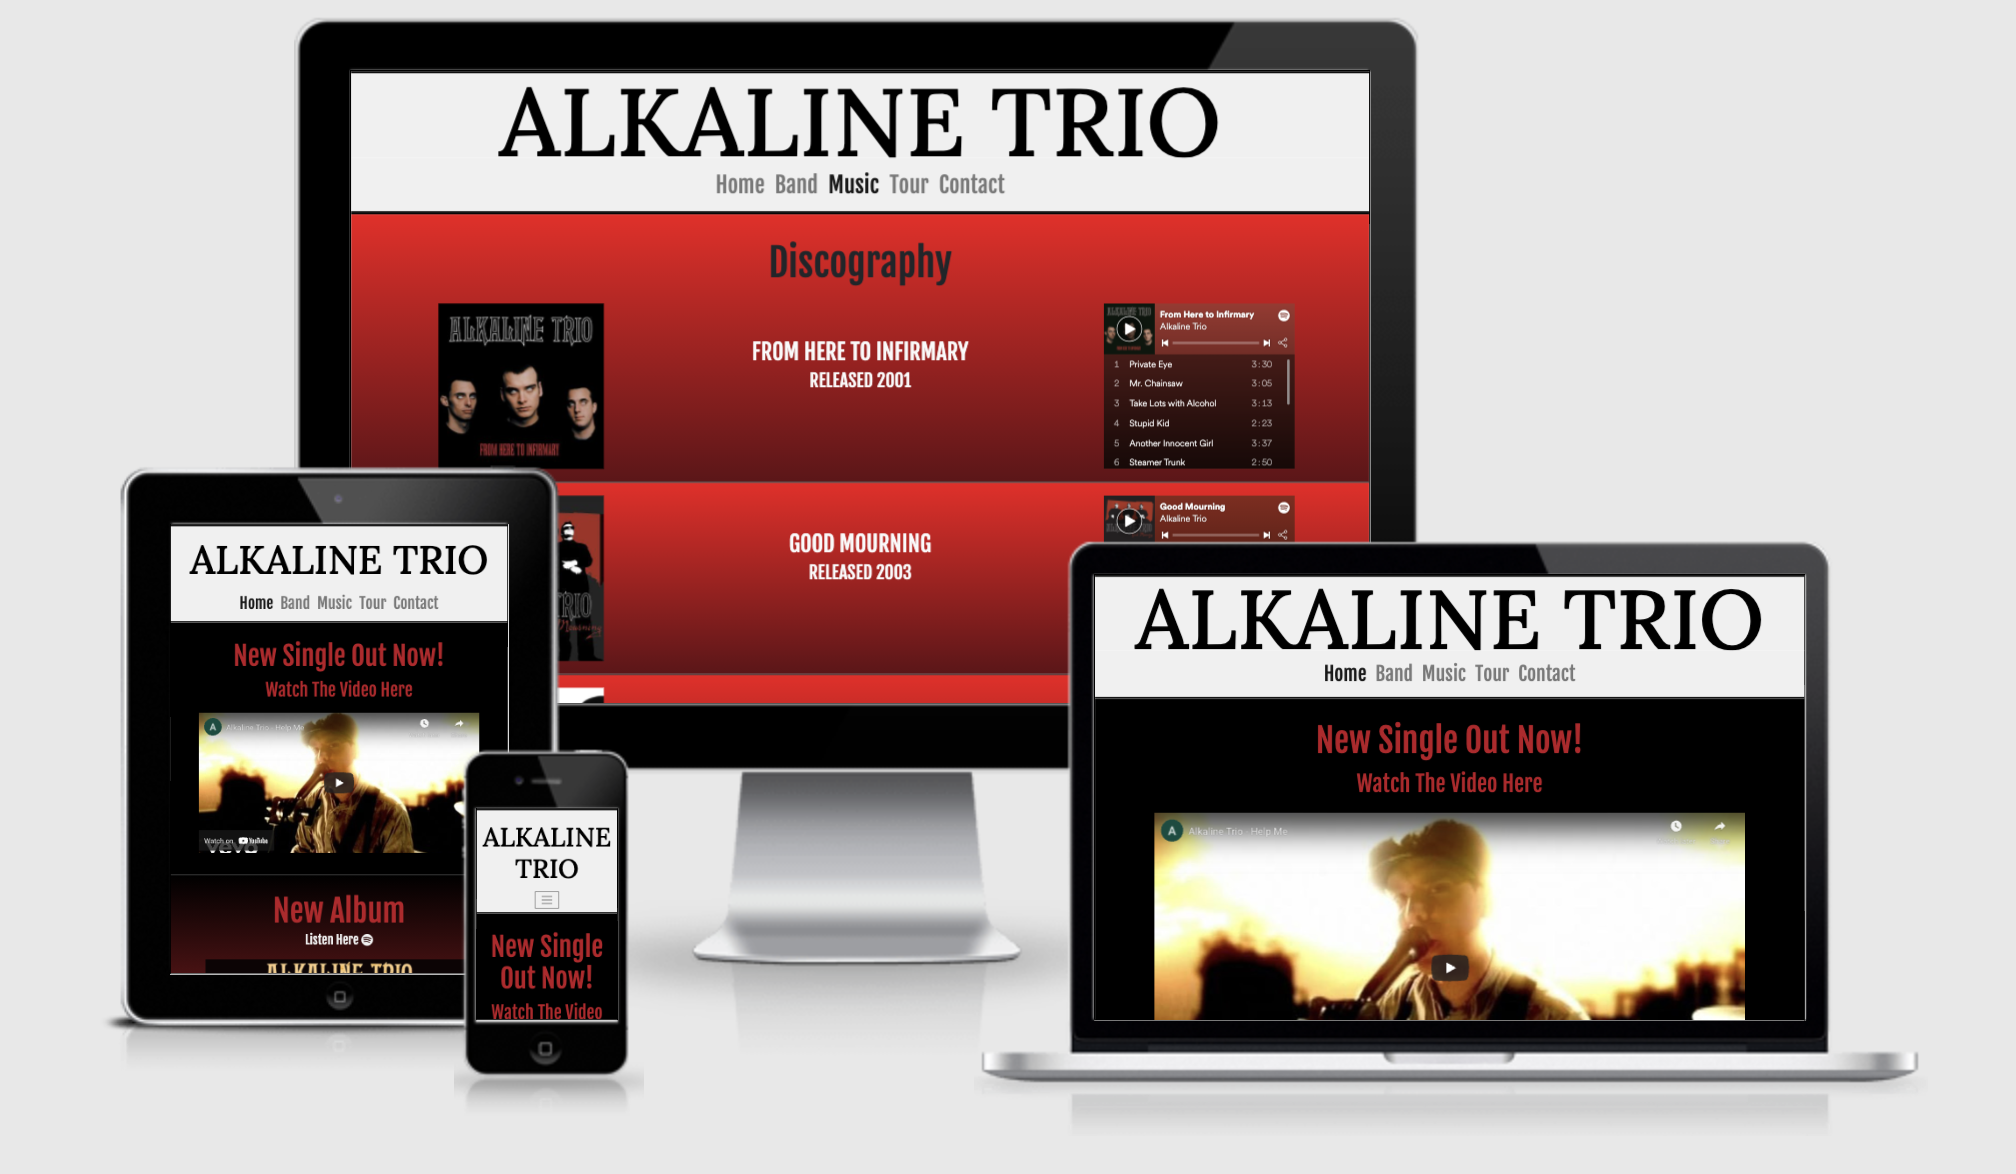 ALKALINE TRIO
Home Band Music Tour Contact
Discography
ALKALINE TRIO
FROM HERE TO INFIRMARY
FROM HERE TO INFIRMARY
RELEASED 2001
From Here to Infirmary
Alkaline Trio
1 Private Eye 3:30
2 Mr. Chainsaw 3:05
3 Take Lots with Alcohol 3:13
4 Stupid Kid 2:23
5 Another Innocent Girl 3:37
6 Steamer Trunk 2:50
TRIO
Mourning
GOOD MOURNING
RELEASED 2003
Good Mourning
Alkaline Trio
ALKALINE TRIO
Home Band Music Tour Contact
New Single Out Now!
Watch The Video Here
A Alkaline Trio - Help Me
Watch on YouTube
vevo
New Album
Listen Here
ALKALINE TRIO
ALKALINE
TRIO
New Single
Out Now!
Watch The Video
ALKALINE TRIO
Home Band Music Tour Contact
New Single Out Now!
Watch The Video Here
A Alkaline Trio - Help Me